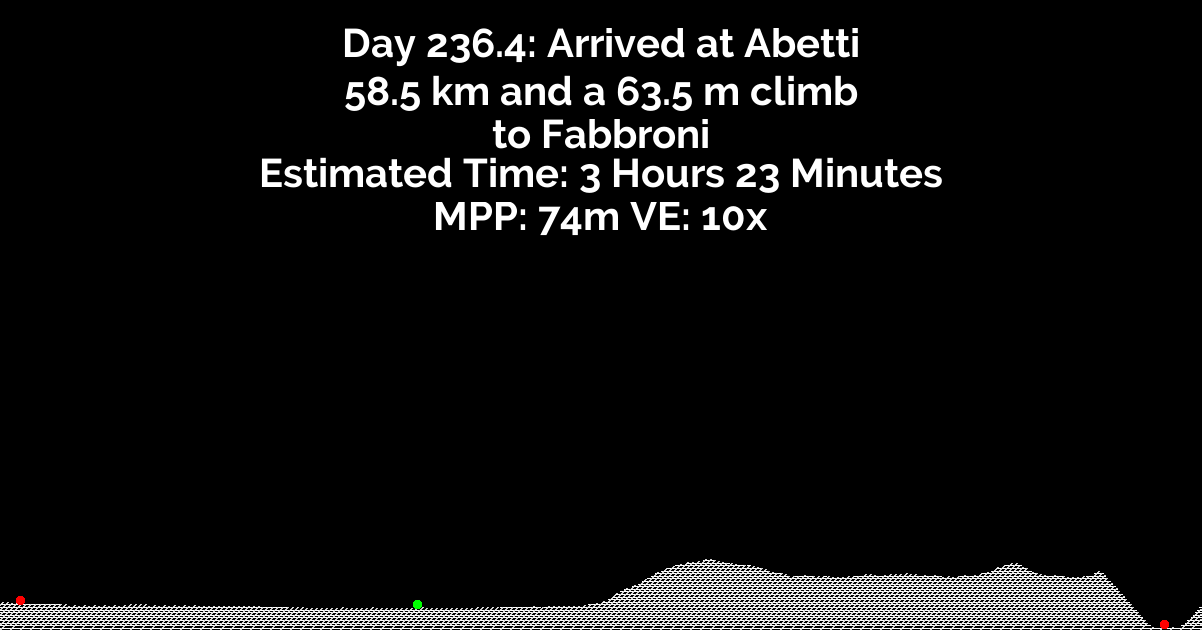 Day 236.4: Arrived at Abetti
58.5 km and a 63.5 m climb
to Fabbroni
Estimated Time: 3 Hours 23 Minutes
MPP: 74m VE: 10x